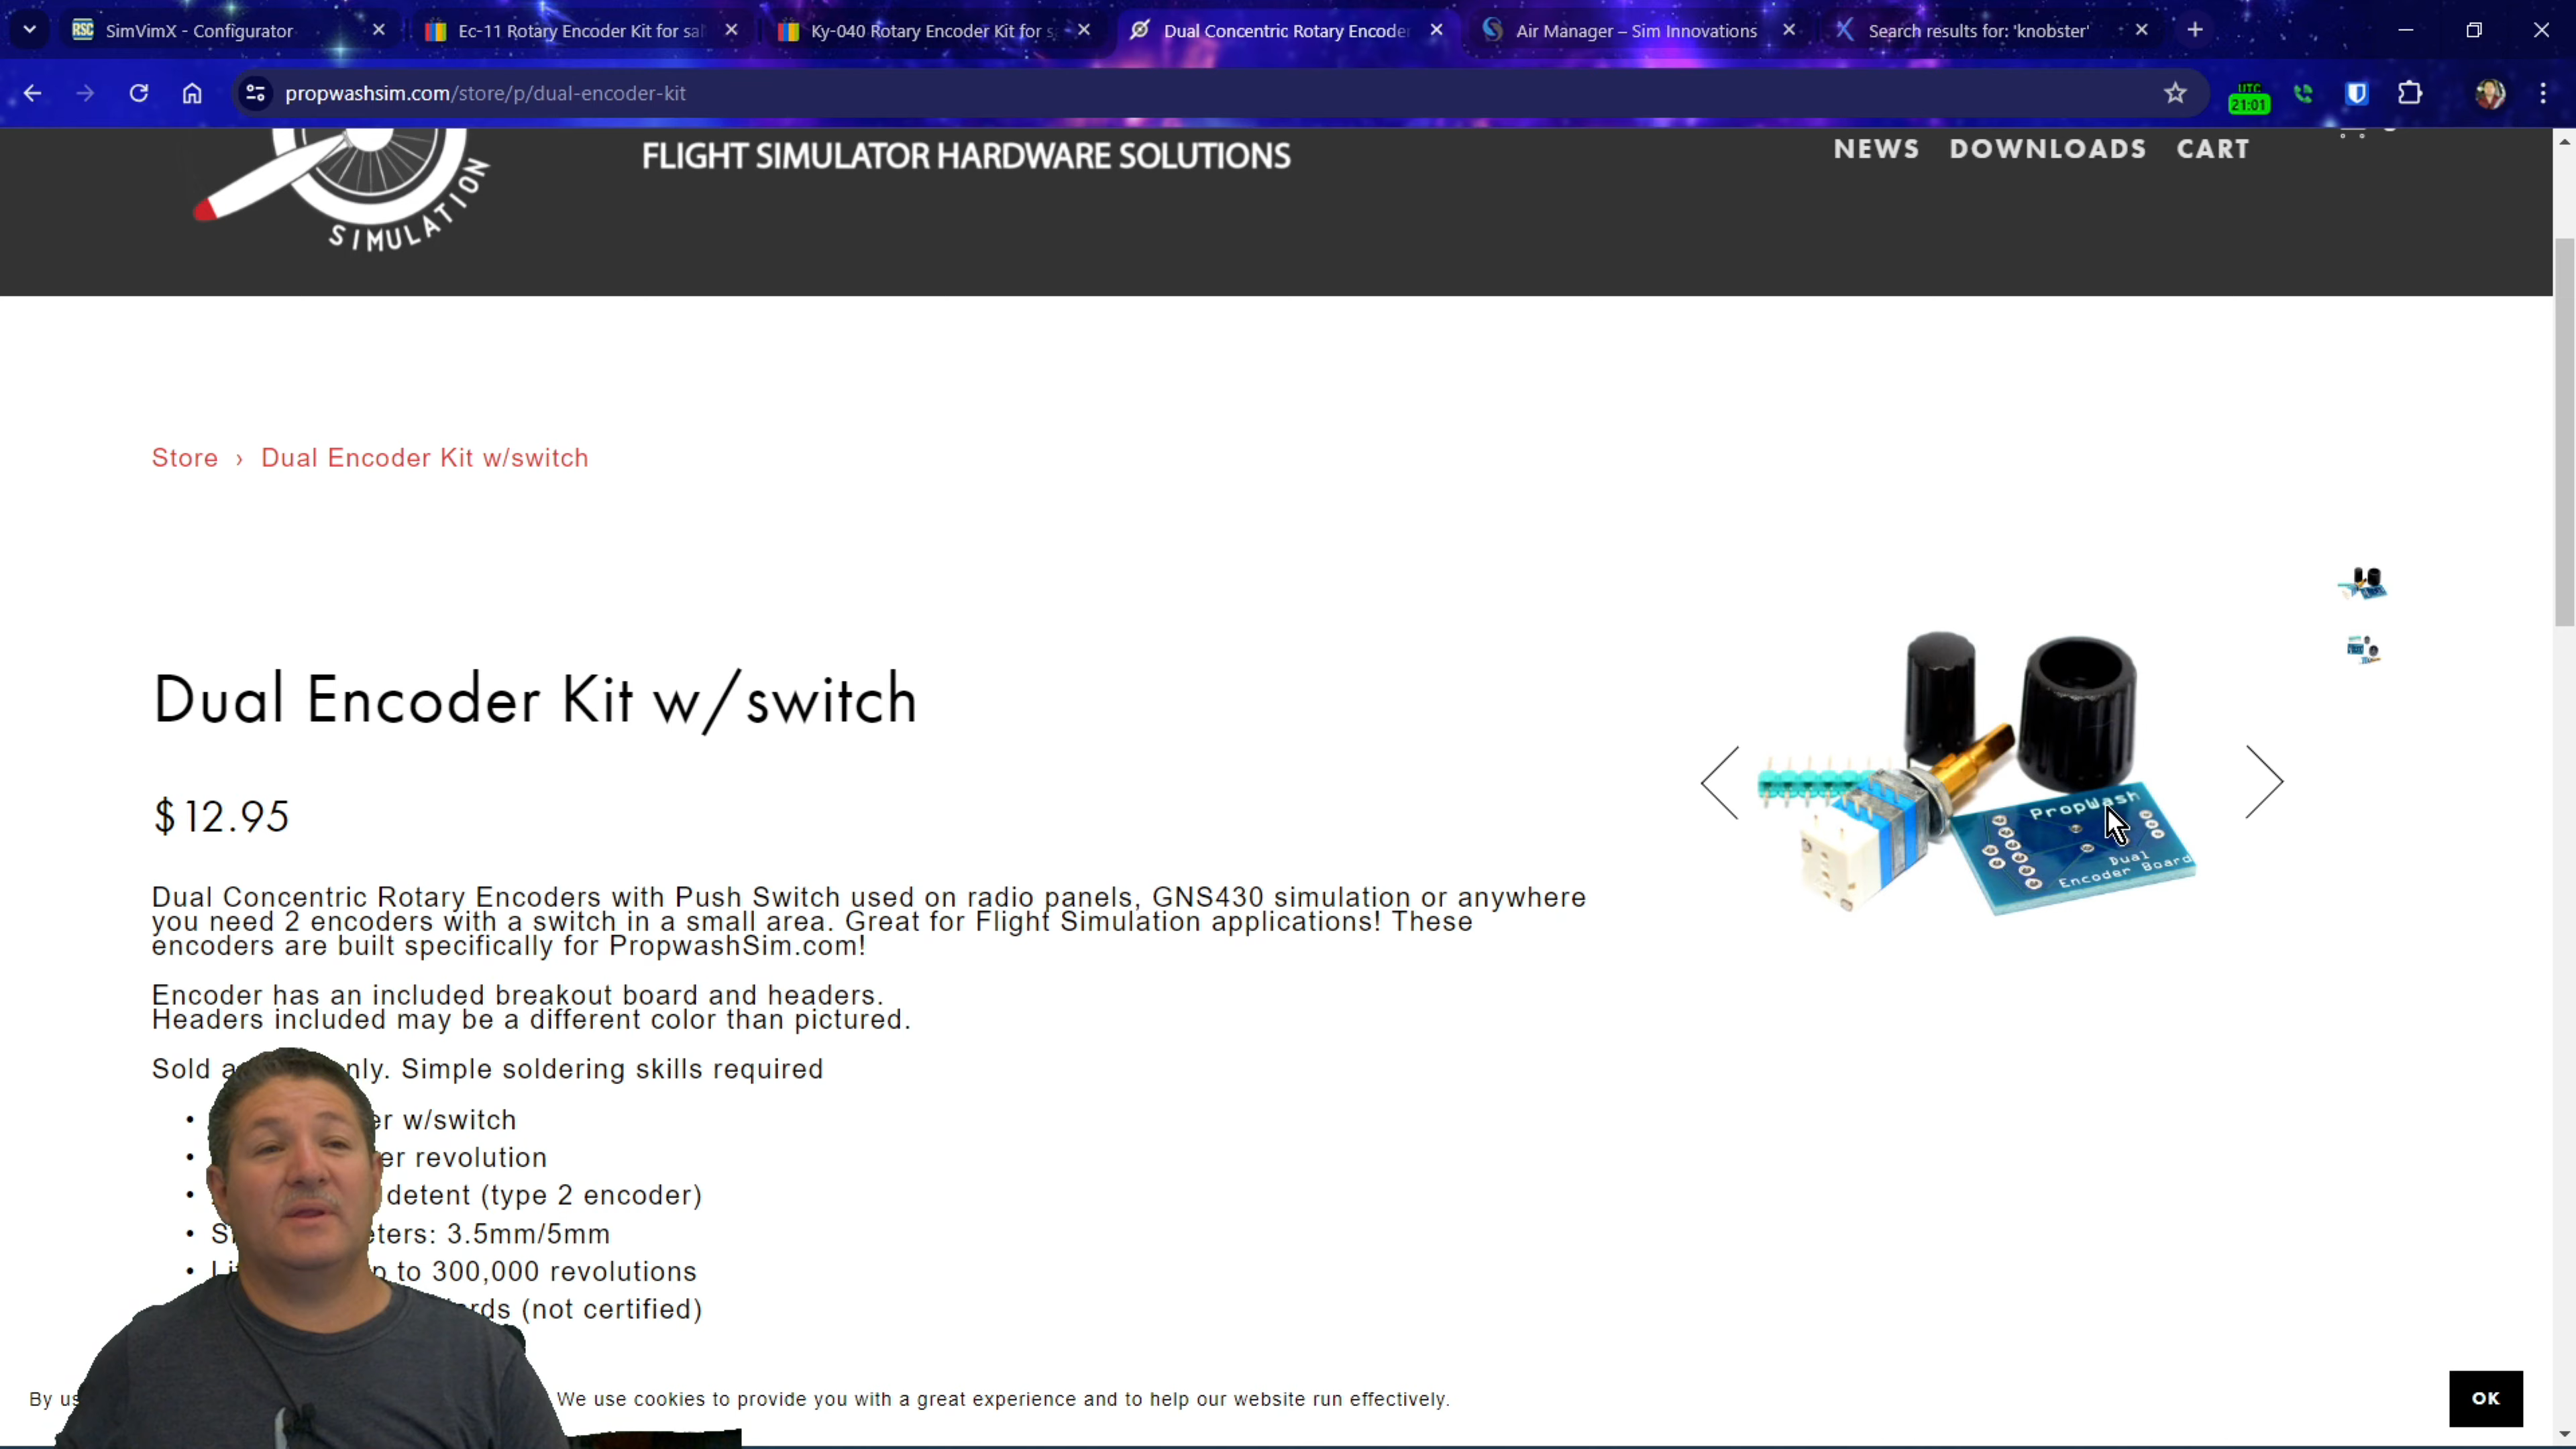 SimVimX - Configurator
Ec-11 Rotary Encoder Kit for sal
Ky-040 Rotary Encoder Kit for s
Dual Concentric Rotary Encoder
Air Manager – Sim Innovations
Search results for: 'knobster'
propwashsim.com/store/p/dual-encoder-kit
UTC
21:01
SIMULATION
FLIGHT SIMULATOR HARDWARE SOLUTIONS
NEWS DOWNLOADS CART
Store › Dual Encoder Kit w/switch
Dual Encoder Kit w/switch
$12.95
PropWash
Dual
Encoder Board
Dual Concentric Rotary Encoders with Push Switch used on radio panels, GNS430 simulation or anywhere
you need 2 encoders with a switch in a small area. Great for Flight Simulation applications! These
encoders are built specifically for PropwashSim.com!
Encoder has an included breakout board and headers.
Headers included may be a different color than pictured.
Sold nly. Simple soldering skills required
w/switch
revolution
detent (type 2 encoder)
3.5mm/5mm
to 300,000 revolutions
(not certified)
By We use cookies to provide you with a great experience and to help our website run effectively.
OK